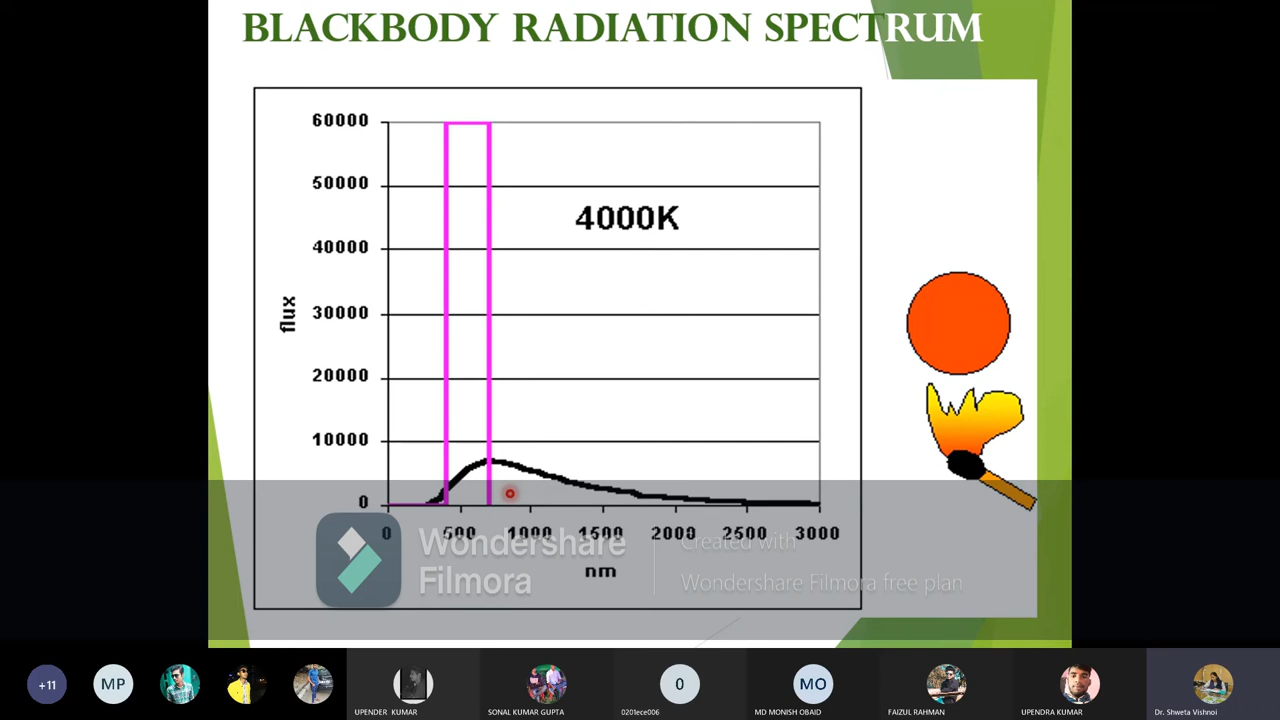 BLACKBODY RADIATION SPECTRUM
60000
50000
40000
30000
20000
10000
0
flux
4000K
0 500 1000 1500 2000 2500 3000
nm
Wondershare
Filmora
Created with
Wondershare Filmora free plan
+11
MP
UPENDER KUMAR
SONAL KUMAR GUPTA
0
0201ece006
MO
MD MONISH OBAID
FAIZUL RAHMAN
UPENDRA KUMAR
Dr. Shweta Vishnoi